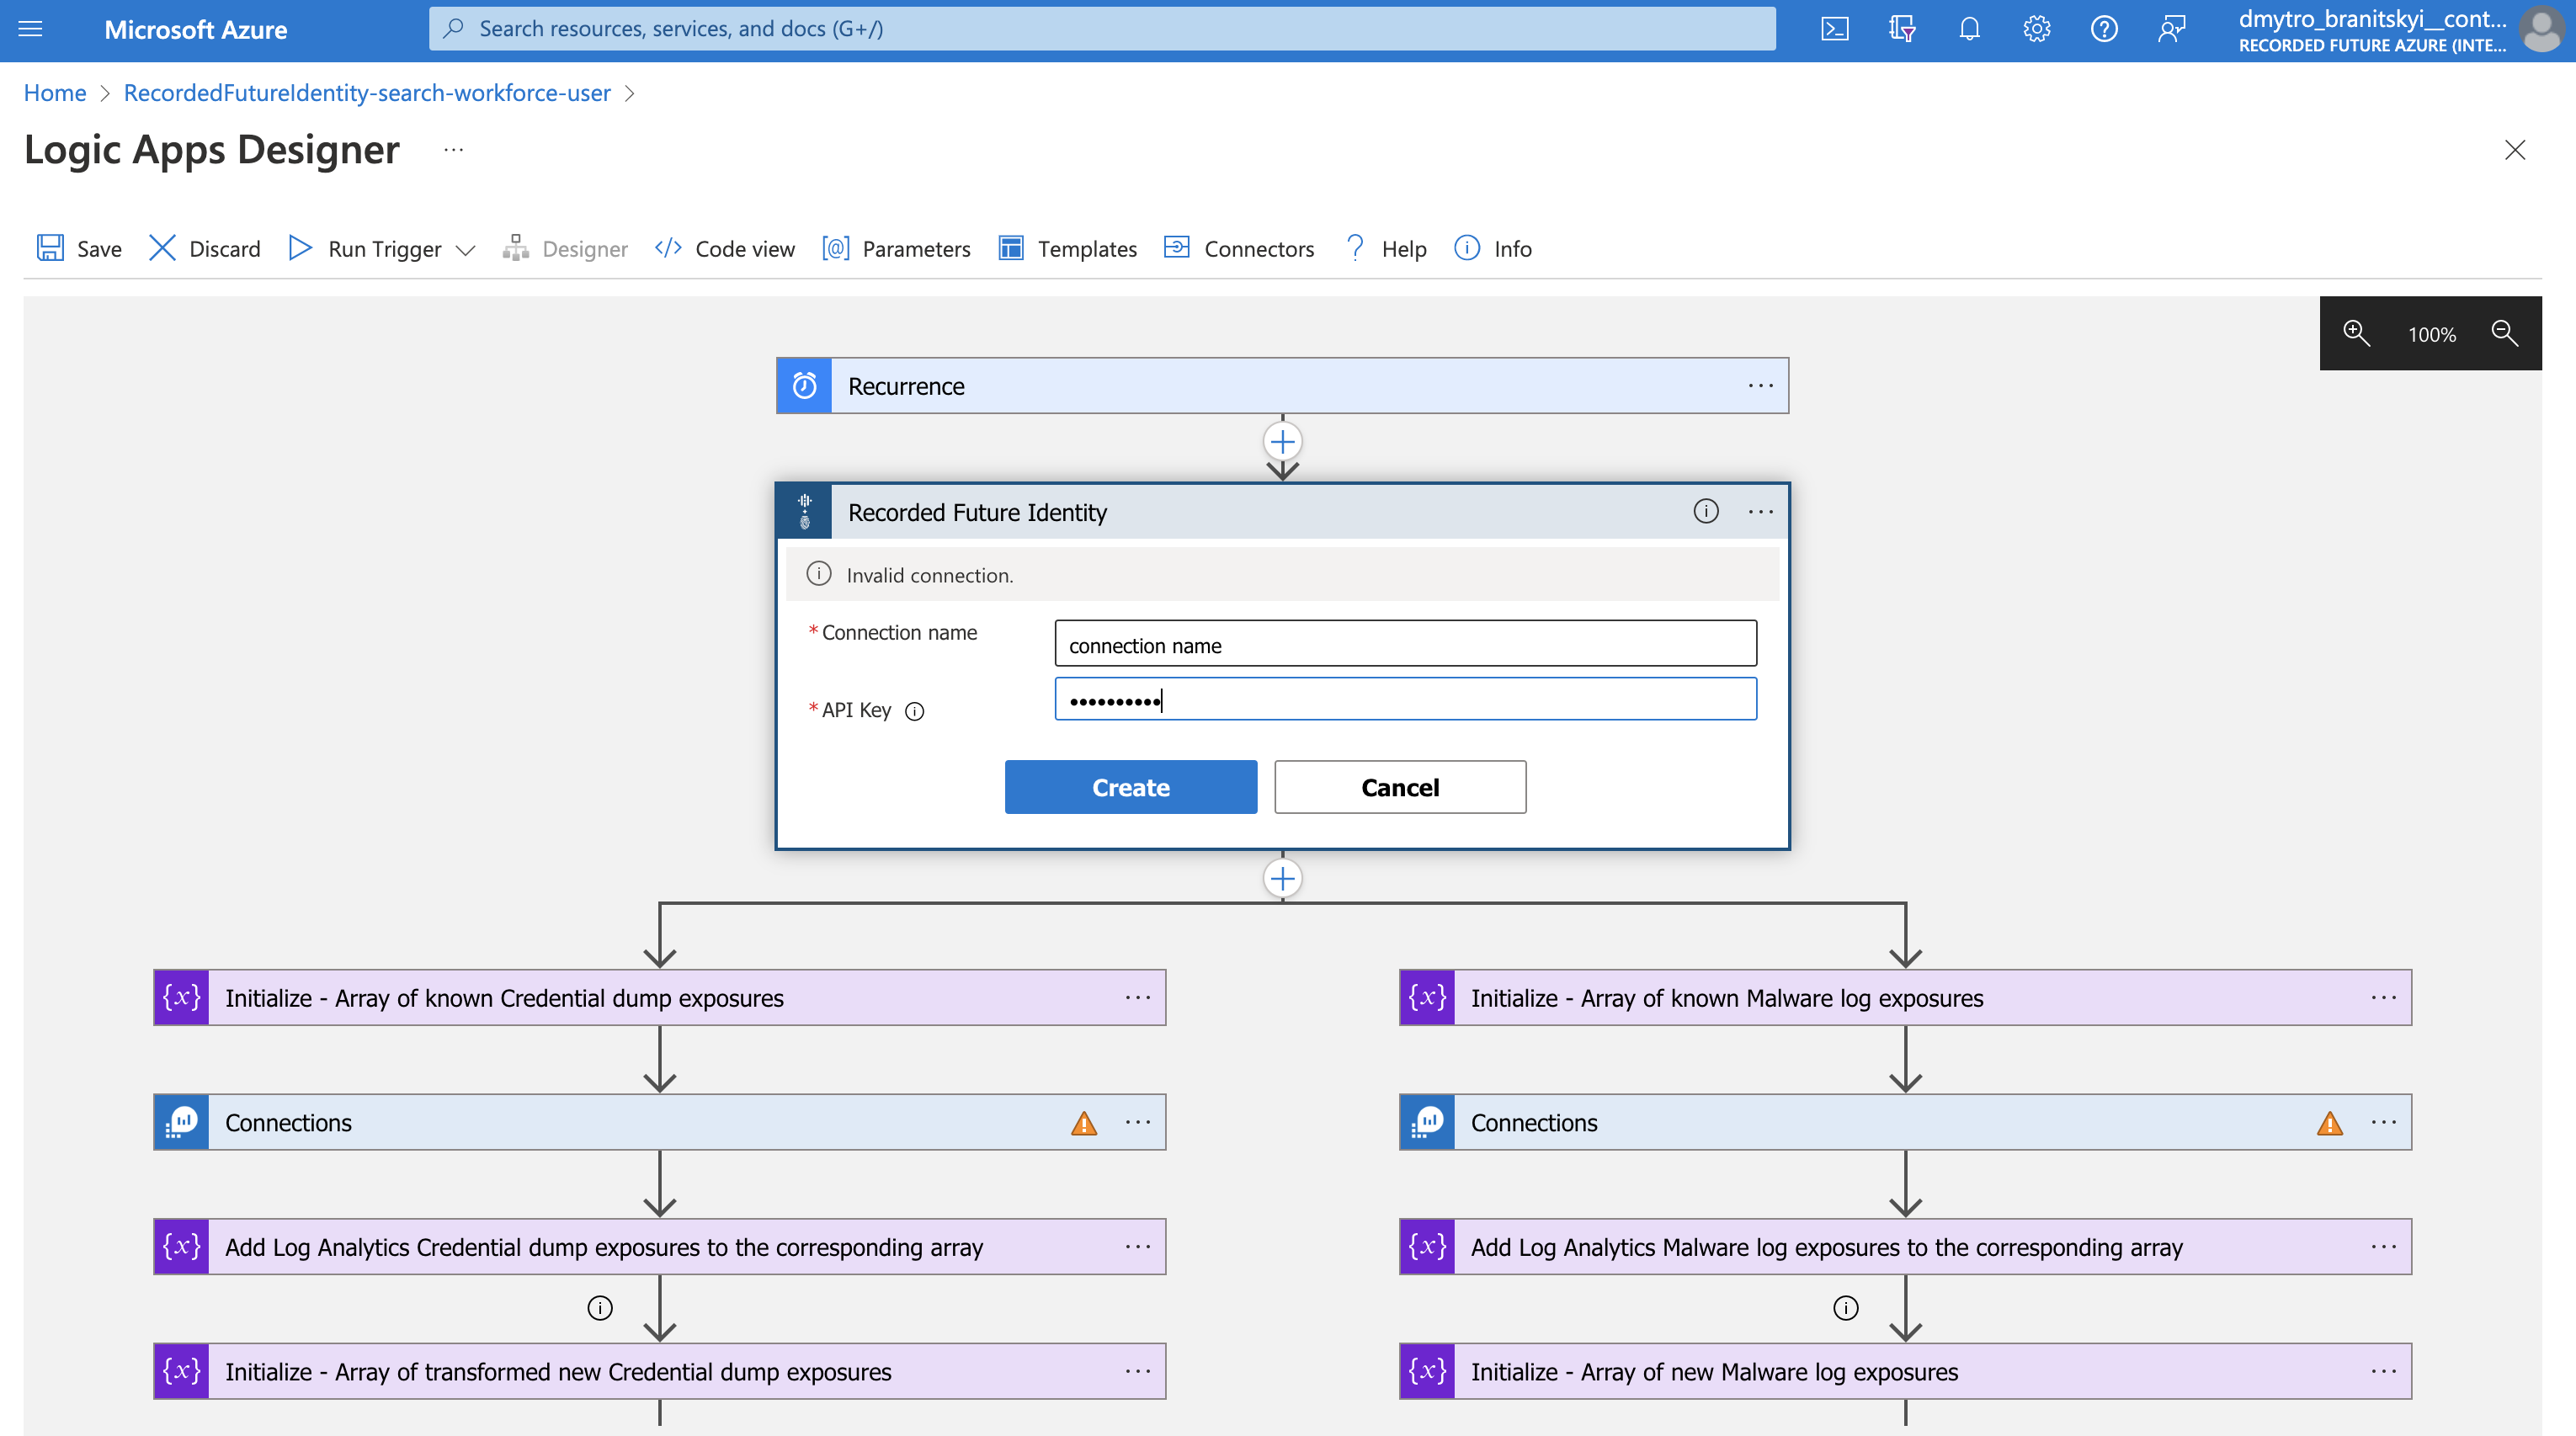 Microsoft Azure
Search resources, services, and docs (G+/)
dmytro_branitskyi__cont...
RECORDED FUTURE AZURE (INTE...
Home > RecordedFutureIdentity-search-workforce-user >
Logic Apps Designer ...
Save Discard Run Trigger Designer Code view Parameters Templates Connectors Help Info
100%
Recurrence
Recorded Future Identity
Invalid connection.
* Connection name
connection name
* API Key
Create Cancel
Initialize - Array of known Credential dump exposures
Initialize - Array of known Malware log exposures
Connections
Connections
Add Log Analytics Credential dump exposures to the corresponding array
Add Log Analytics Malware log exposures to the corresponding array
Initialize - Array of transformed new Credential dump exposures
Initialize - Array of new Malware log exposures